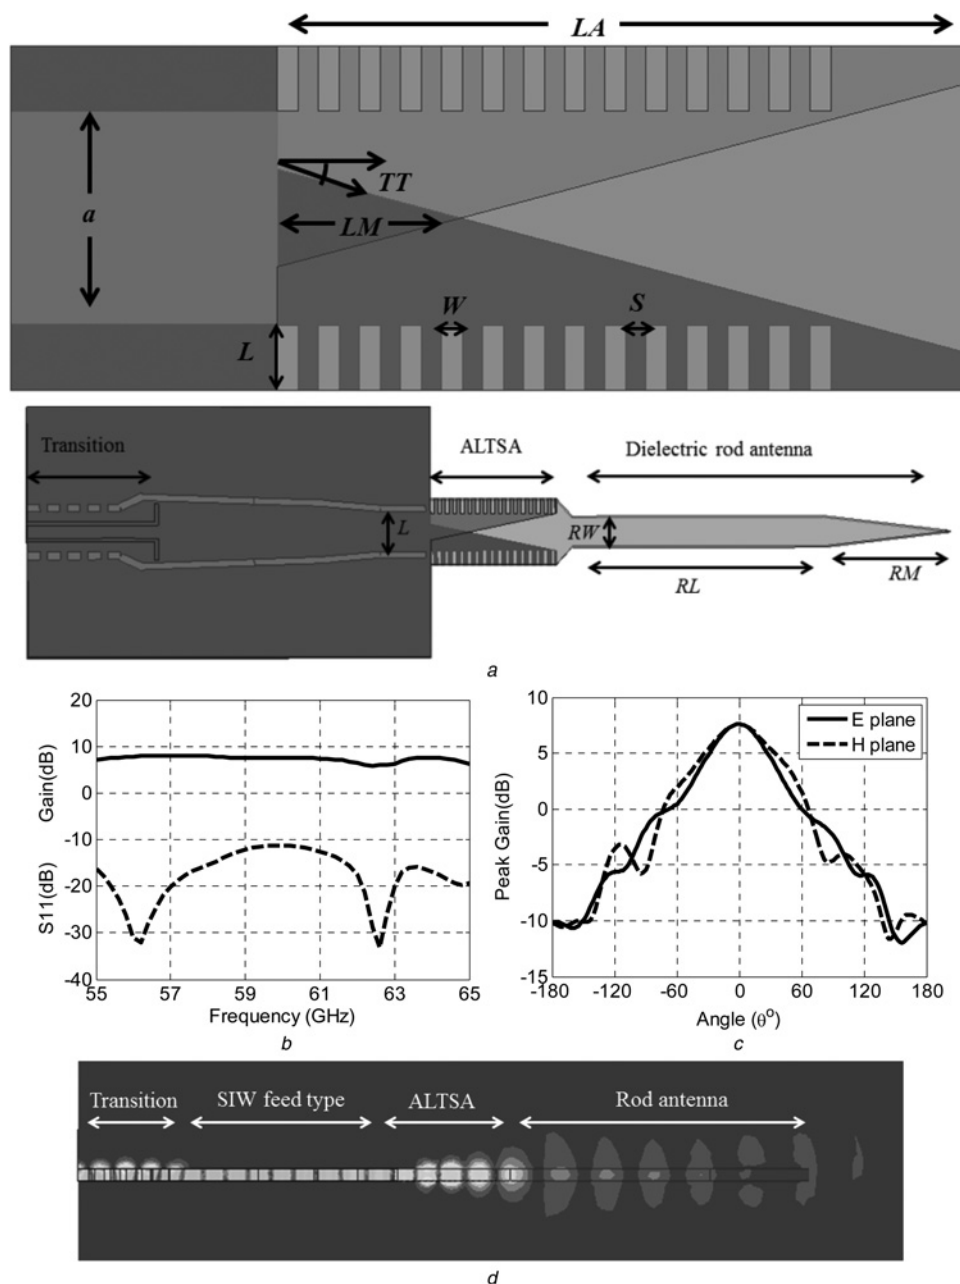 LA
TT
a
LM
W
S
L
Transition
ALTSA
Dielectric rod antenna
L
RW
RL
RM
a
20
10
0
-10
-20
-30
-40
Gain(dB)
S11(dB)
55 57 59 61 63 65
Frequency (GHz)
b
10
5
0
-5
-10
-15
Peak Gain(dB)
E plane
H plane
-180 -120 -60 0 60 120 180
Angle (θ⁰)
c
Transition
SIW feed type
ALTSA
Rod antenna
d